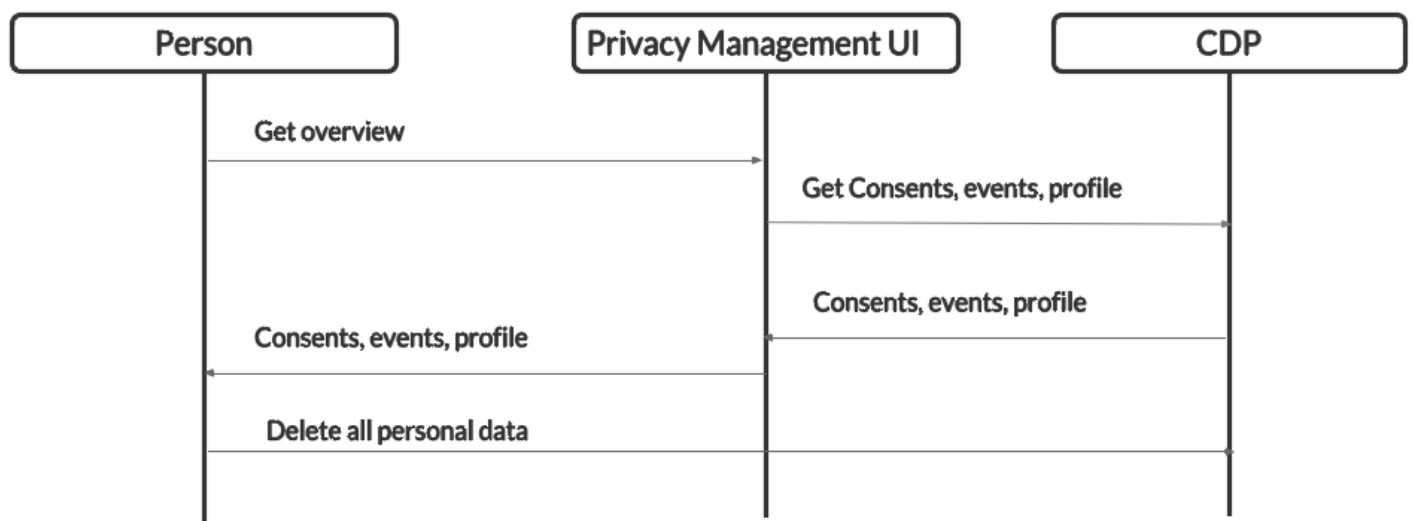 Person
Privacy Management UI
CDP
Get overview
Get Consents, events, profile
Consents, events, profile
Consents, events, profile
Delete all personal data